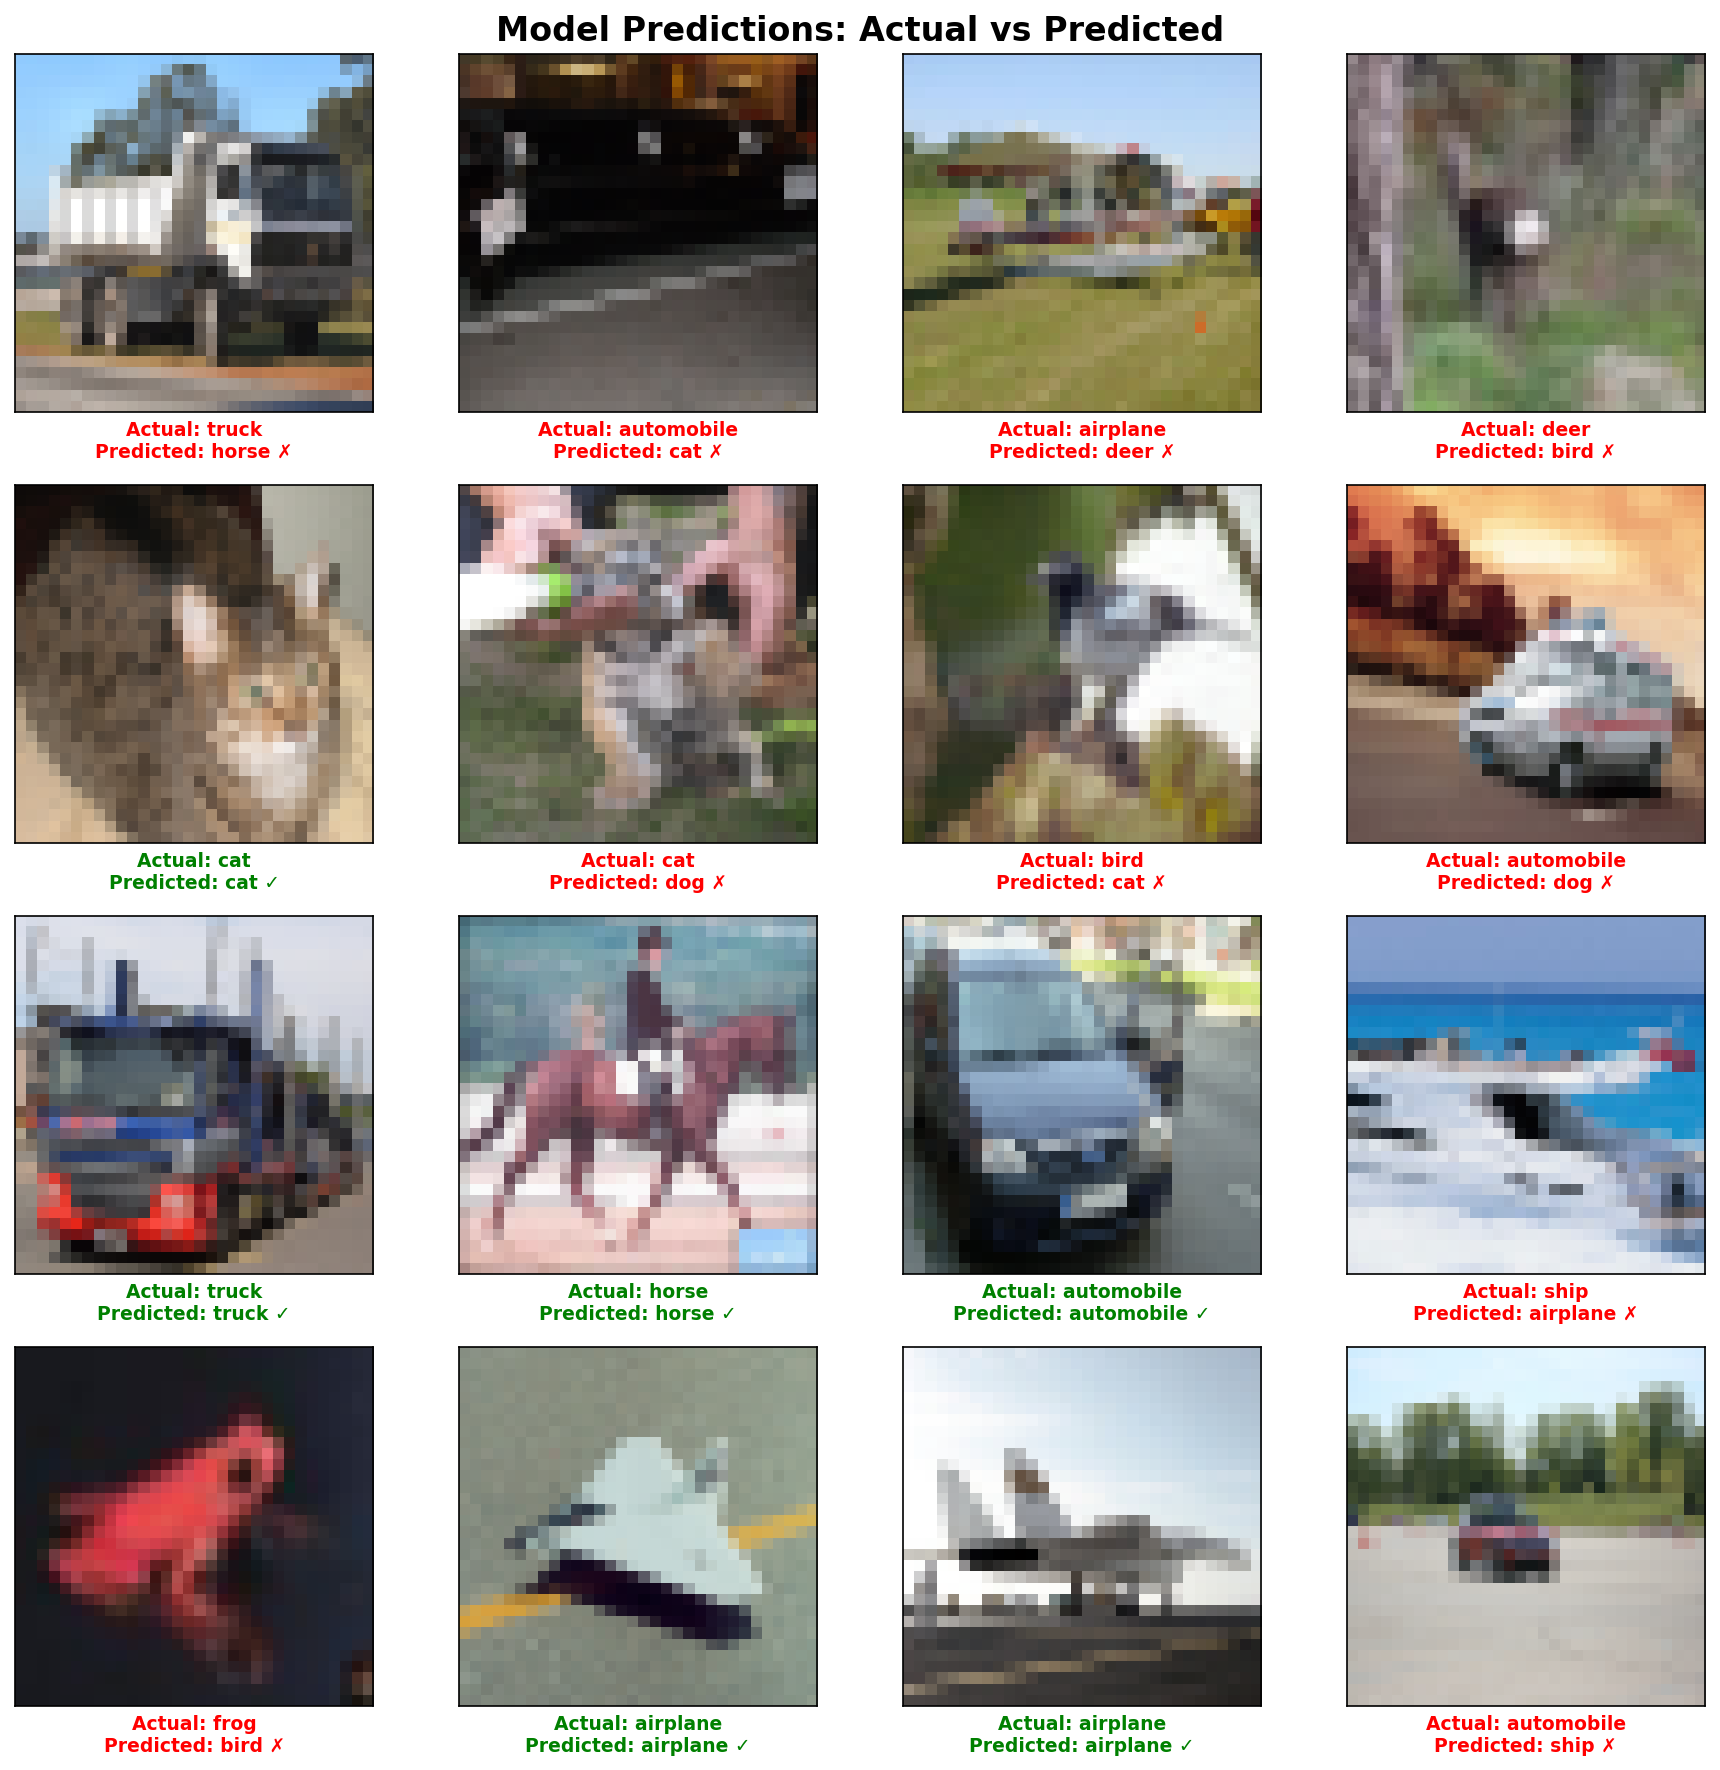 Model Predictions: Actual vs Predicted
Actual: truck
Predicted: horse ✗
Actual: automobile
Predicted: cat ✗
Actual: airplane
Predicted: deer ✗
Actual: deer
Predicted: bird ✗
Actual: cat
Predicted: cat ✓
Actual: cat
Predicted: dog ✗
Actual: bird
Predicted: cat ✗
Actual: automobile
Predicted: dog ✗
Actual: truck
Predicted: truck ✓
Actual: horse
Predicted: horse ✓
Actual: automobile
Predicted: automobile ✓
Actual: ship
Predicted: airplane ✗
Actual: frog
Predicted: bird ✗
Actual: airplane
Predicted: airplane ✓
Actual: airplane
Predicted: airplane ✓
Actual: automobile
Predicted: ship ✗